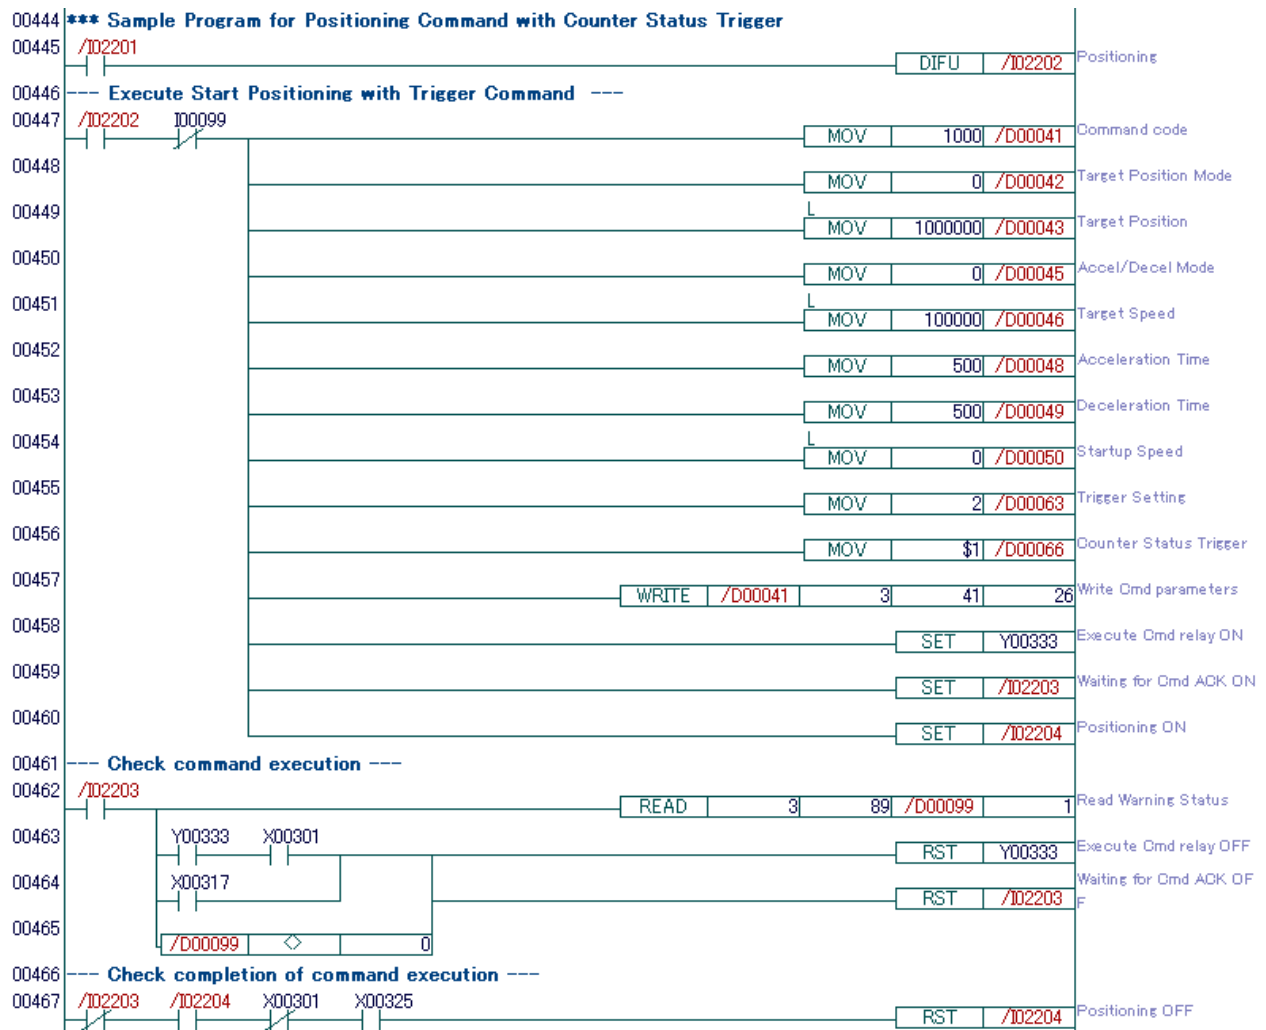 00444 *** Sample Program for Positioning Command with Counter Status Trigger
00445 /I02201 DIFU /I02202 Positioning
00446 --- Execute Start Positioning with Trigger Command ---
00447 /I02202 I00099 MOV 1000 /D00041 Command code
00448 MOV 0 /D00042 Target Position Mode
00449 L MOV 1000000 /D00043 Target Position
00450 MOV 0 /D00045 Accel/Decel Mode
00451 L MOV 100000 /D00046 Target Speed
00452 MOV 500 /D00048 Acceleration Time
00453 MOV 500 /D00049 Deceleration Time
00454 L MOV 0 /D00050 Startup Speed
00455 MOV 2 /D00063 Trigger Setting
00456 MOV $1 /D00066 Counter Status Trigger
00457 WRITE /D00041 3 41 26 Write Cmd parameters
00458 SET Y00333 Execute Cmd relay ON
00459 SET /I02203 Waiting for Cmd ACK ON
00460 SET /I02204 Positioning ON
00461 --- Check command execution ---
00462 /I02203 READ 3 89 /D00099 1 Read Warning Status
00463 Y00333 X00301 RST Y00333 Execute Cmd relay OFF
00464 X00317 RST /I02203 Waiting for Cmd ACK OF
F
00465 /D00099 <> 0
00466 --- Check completion of command execution ---
00467 /I02203 /I02204 X00301 X00325 RST /I02204 Positioning OFF